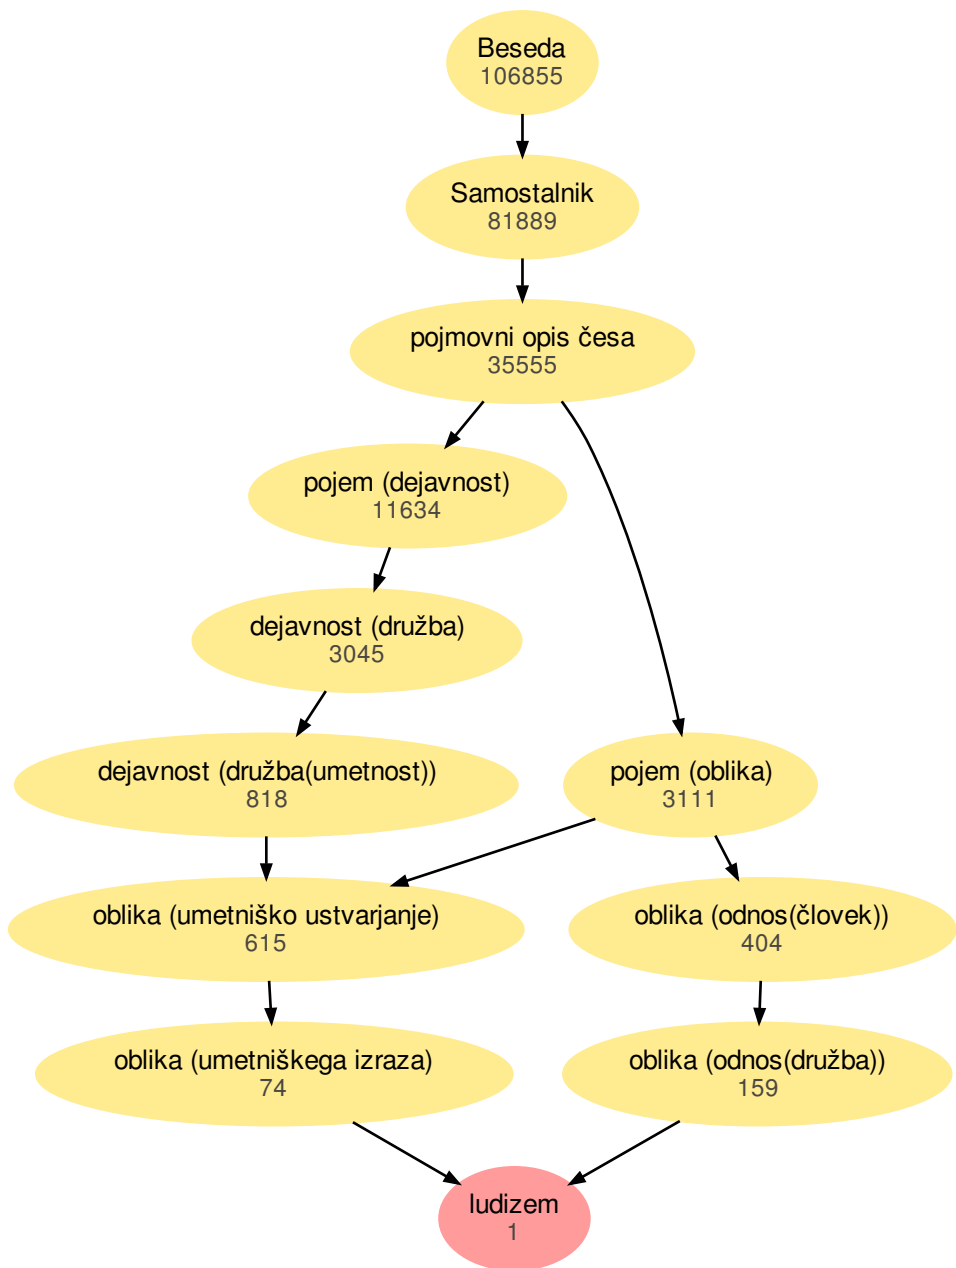 Beseda
106855
Samostalnik
81889
pojmovni opis česa
35555
pojem (dejavnost)
11634
dejavnost (družba)
3045
dejavnost (družba(umetnost))
818
pojem (oblika)
3111
oblika (umetniško ustvarjanje)
615
oblika (odnos(človek))
404
oblika (umetniškega izraza)
74
oblika (odnos(družba))
159
ludizem
1